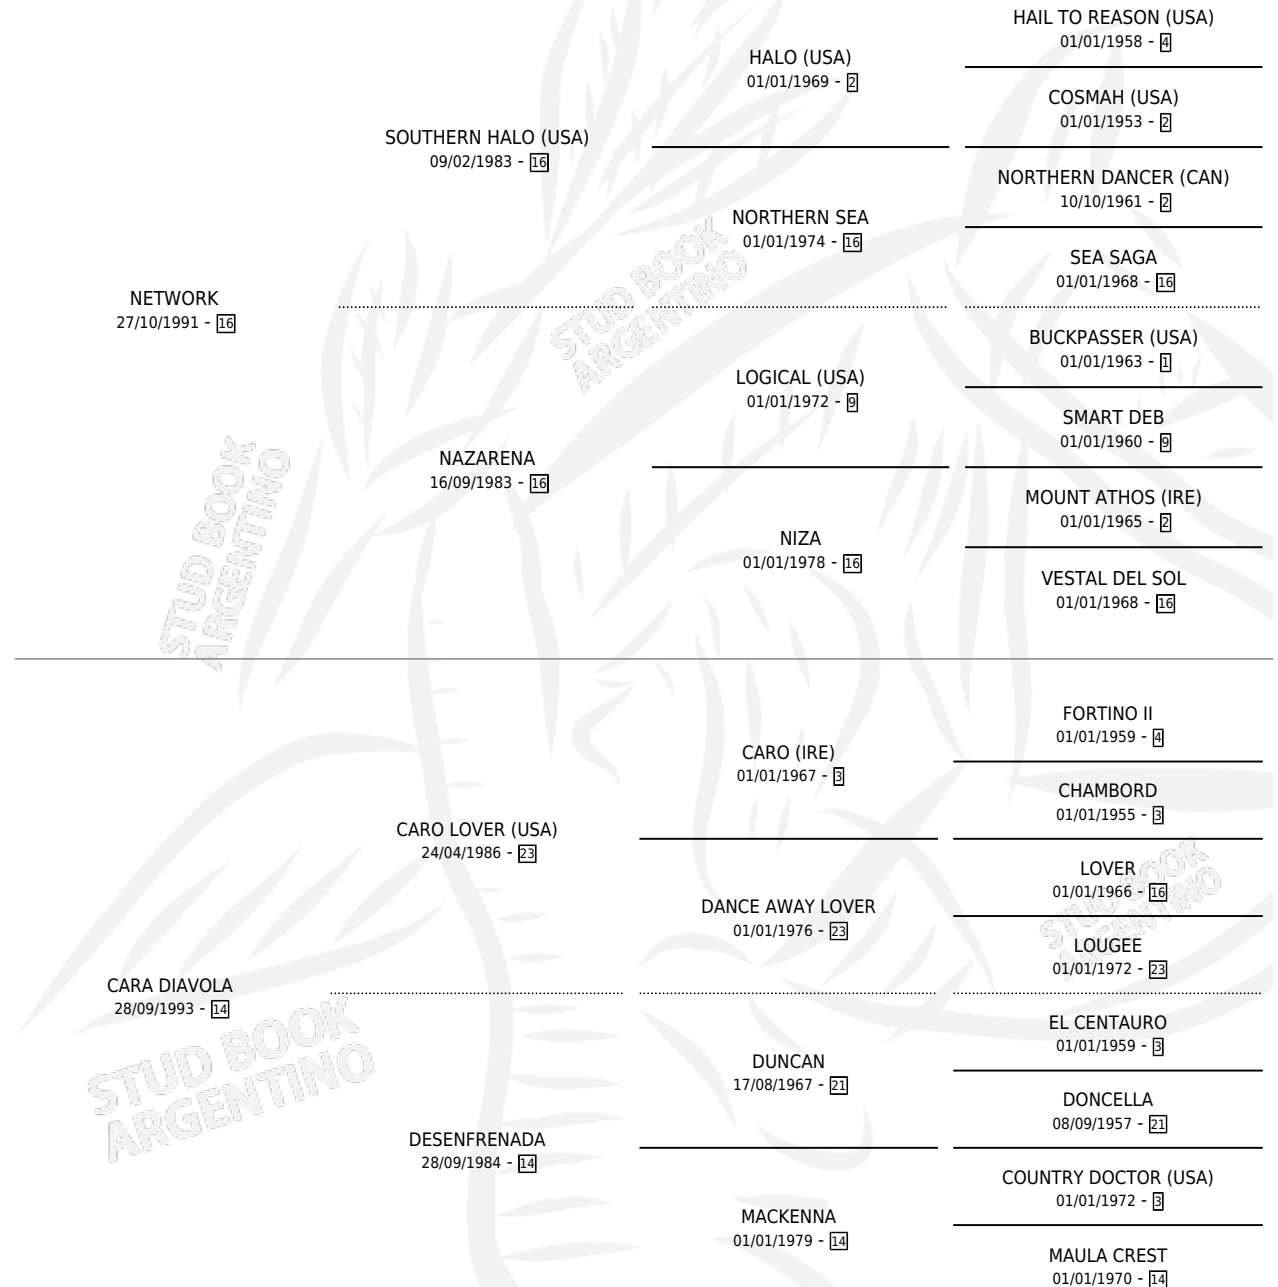 HAIL TO REASON (USA)
01/01/1958 - 4
HALO (USA)
01/01/1969 - 2
COSMAH (USA)
01/01/1953 - 2
SOUTHERN HALO (USA)
09/02/1983 - 16
NORTHERN DANCER (CAN)
10/10/1961 - 2
NORTHERN SEA
01/01/1974 - 16
SEA SAGA
01/01/1968 - 16
NETWORK
27/10/1991 - 16
BUCKPASSER (USA)
01/01/1963 - 1
LOGICAL (USA)
01/01/1972 - 9
SMART DEB
01/01/1960 - 9
NAZARENA
16/09/1983 - 16
MOUNT ATHOS (IRE)
01/01/1965 - 2
NIZA
01/01/1978 - 16
VESTAL DEL SOL
01/01/1968 - 16
FORTINO II
01/01/1959 - 4
CARO (IRE)
01/01/1967 - 3
CHAMBORD
01/01/1955 - 3
CARO LOVER (USA)
24/04/1986 - 23
LOVER
01/01/1966 - 16
DANCE AWAY LOVER
01/01/1976 - 23
LOUGEE
01/01/1972 - 23
CARA DIAVOLA
28/09/1993 - 14
EL CENTAURO
01/01/1959 - 3
DUNCAN
17/08/1967 - 21
DONCELLA
08/09/1957 - 21
DESENFRENADA
28/09/1984 - 14
COUNTRY DOCTOR (USA)
01/01/1972 - 3
MACKENNA
01/01/1979 - 14
MAULA CREST
01/01/1970 - 14
STUD BOOK
ARGENTINO
STUD BOOK
ARGENTINO
STUD BOOK
ARGENTINO
STUD BOOK
ARGENTINO